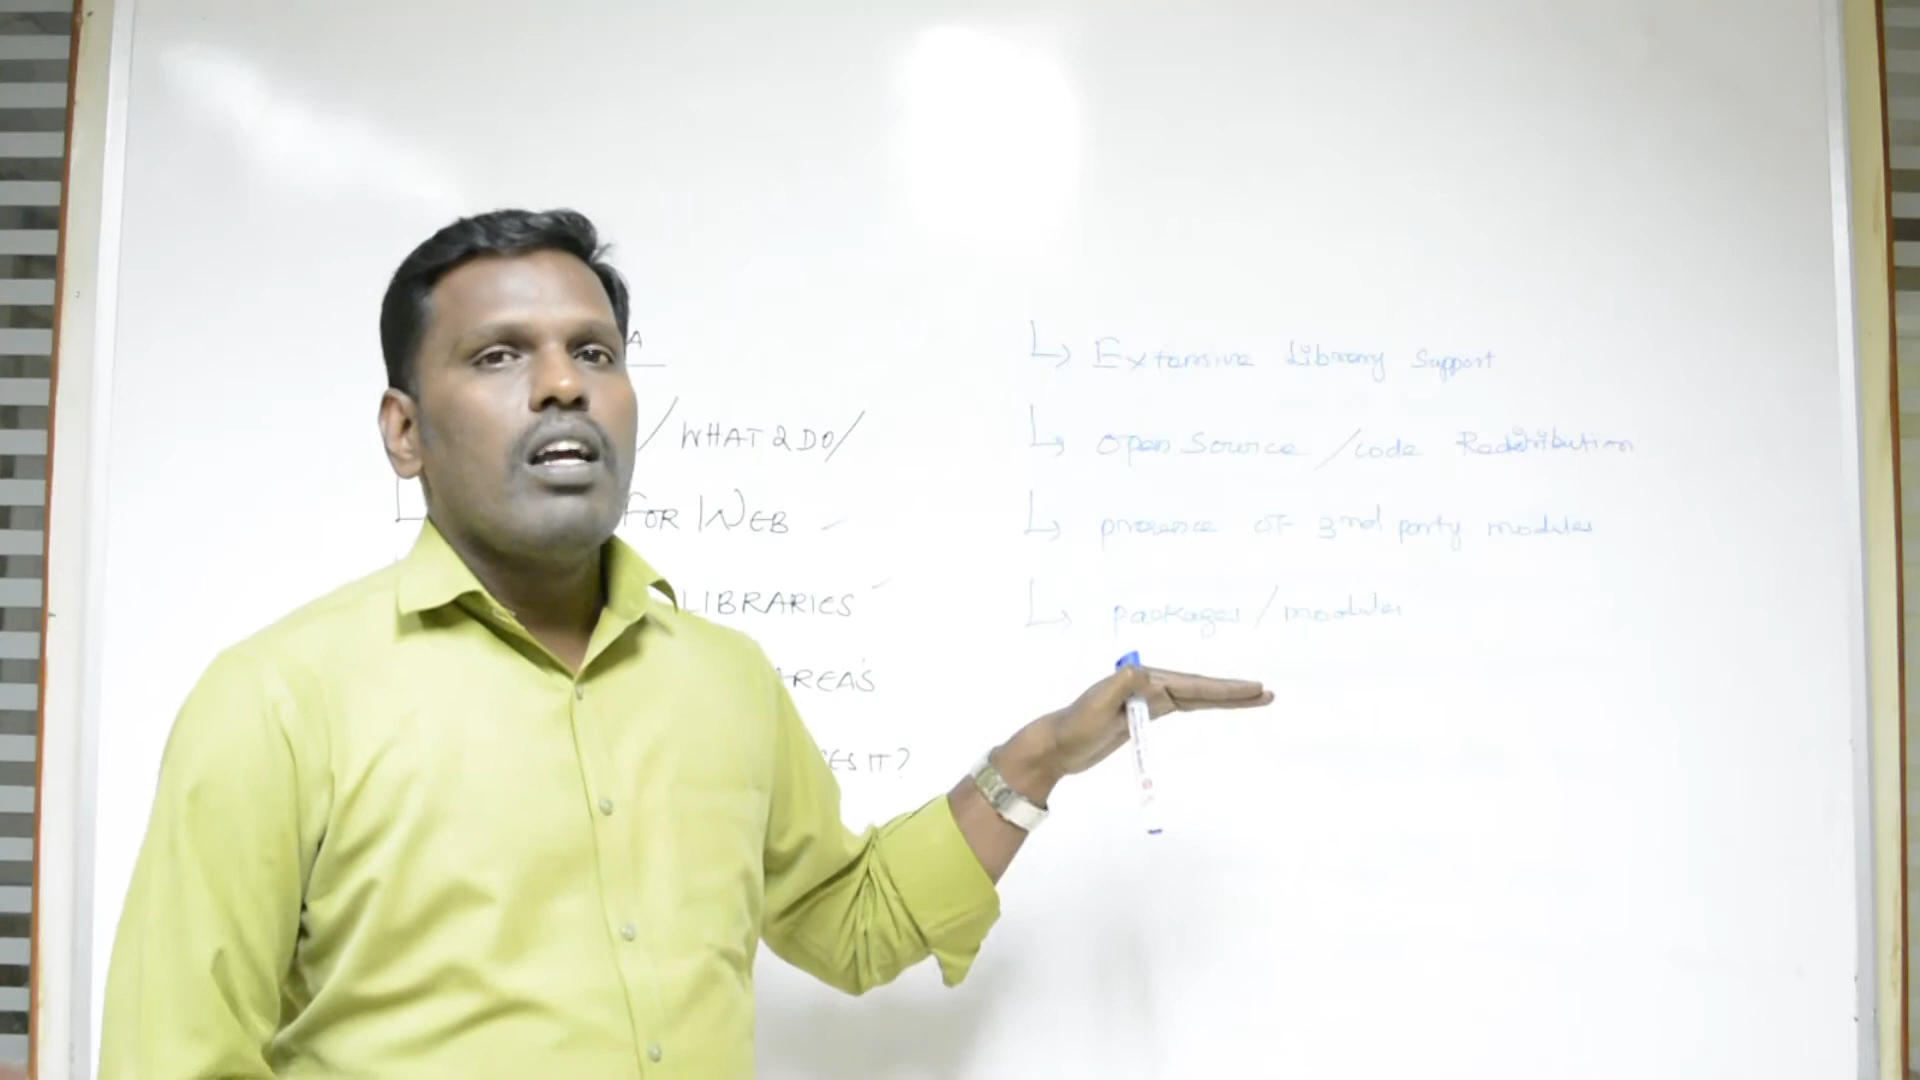 A
/ WHAT 2 DO /
FOR WEB
LIBRARIES
AREA'S
ES IT?
Extensive Library Support
Open Source / code Redistribution
presence of 3rd party modules
packages / modules